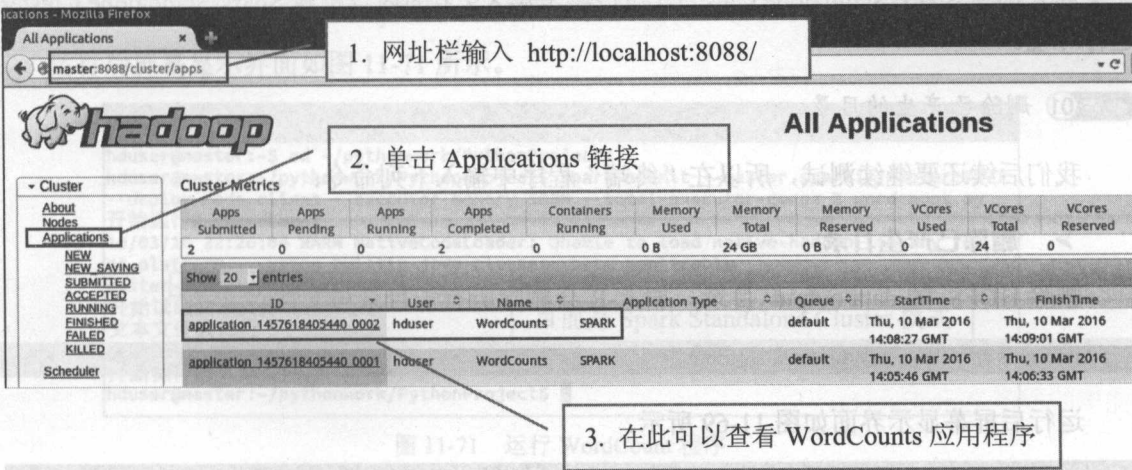 ications - Mozilla Firefox
All Applications
1. 网址栏输入 http://localhost:8088/
master:8088/cluster/apps
hadoop
All Applications
2. 单击 Applications 链接
Cluster
About
Nodes
Applications
NEW
NEW_SAVING
SUBMITTED
ACCEPTED
RUNNING
FINISHED
FAILED
KILLED
Scheduler
Cluster Metrics
Apps Submitted Apps Pending Apps Running Apps Completed Containers Running Memory Used Memory Total Memory Reserved VCores Used VCores Total VCores Reserved
2 0 0 2 0 0 B 24 GB 0 B 0 24 0
Show 20 entries
ID User Name Application Type Queue StartTime FinishTime
application_1457618405440_0002 hduser WordCounts SPARK default Thu, 10 Mar 2016 14:08:27 GMT Thu, 10 Mar 2016 14:09:01 GMT
application_1457618405440_0001 hduser WordCounts SPARK default Thu, 10 Mar 2016 14:05:46 GMT Thu, 10 Mar 2016 14:06:33 GMT
3. 在此可以查看 WordCounts 应用程序